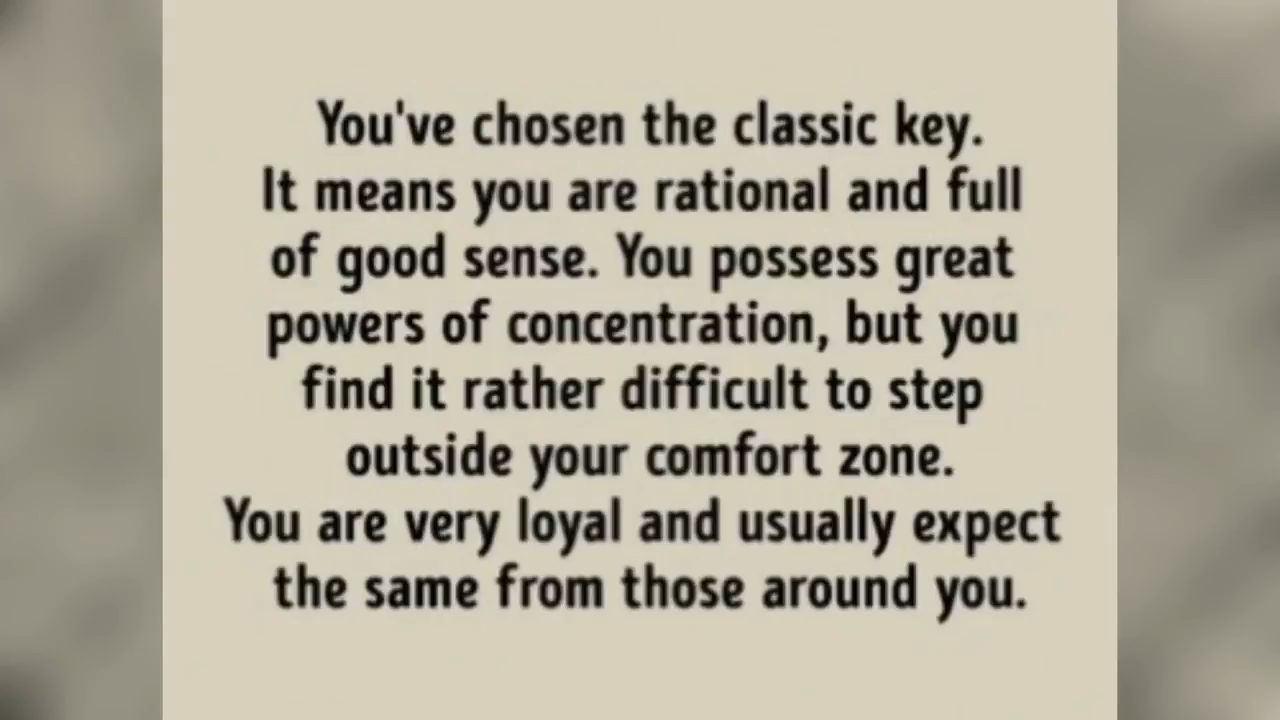 You've chosen the classic key.
It means you are rational and full
of good sense. You possess great
powers of concentration, but you
find it rather difficult to step
outside your comfort zone.
You are very loyal and usually expect
the same from those around you.